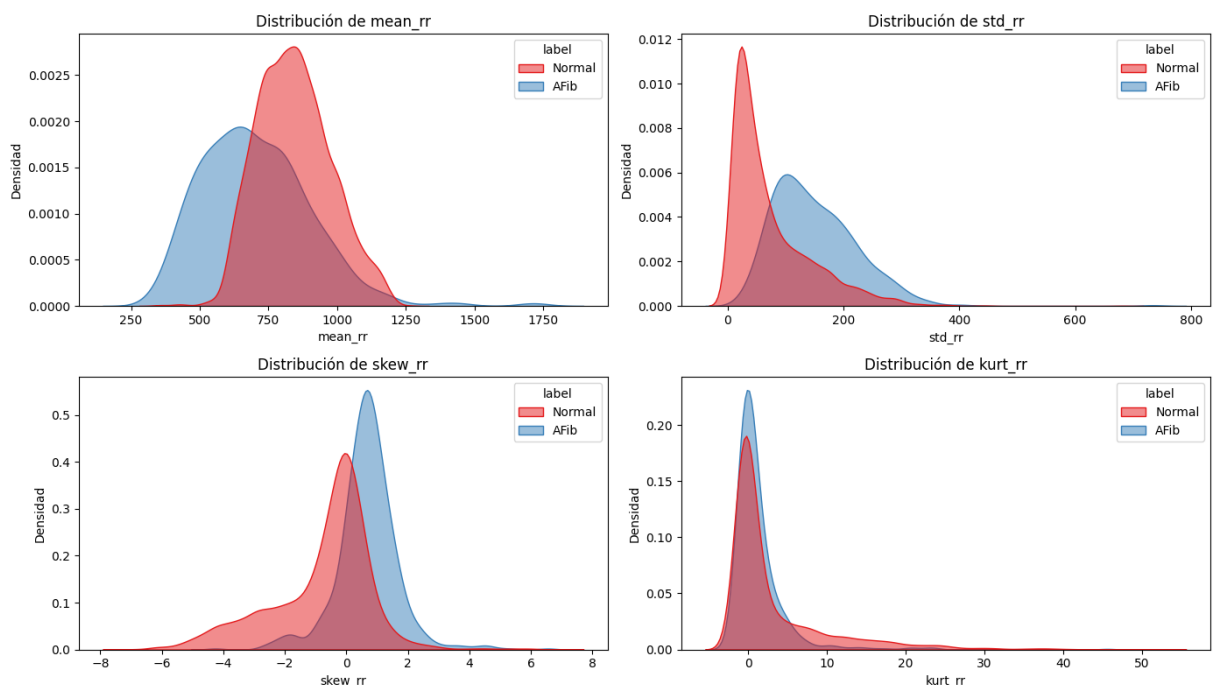 Distribución de mean_rr
label
Normal
AFib
Densidad
0.0025
0.0020
0.0015
0.0010
0.0005
0.0000
250 500 750 1000 1250 1500 1750
mean_rr
Distribución de std_rr
label
Normal
AFib
Densidad
0.012
0.010
0.008
0.006
0.004
0.002
0.000
0 200 400 600 800
std_rr
Distribución de skew_rr
label
Normal
AFib
Densidad
0.5
0.4
0.3
0.2
0.1
0.0
−8 −6 −4 −2 0 2 4 6 8
skew_rr
Distribución de kurt_rr
label
Normal
AFib
Densidad
0.20
0.15
0.10
0.05
0.00
0 10 20 30 40 50
kurt_rr